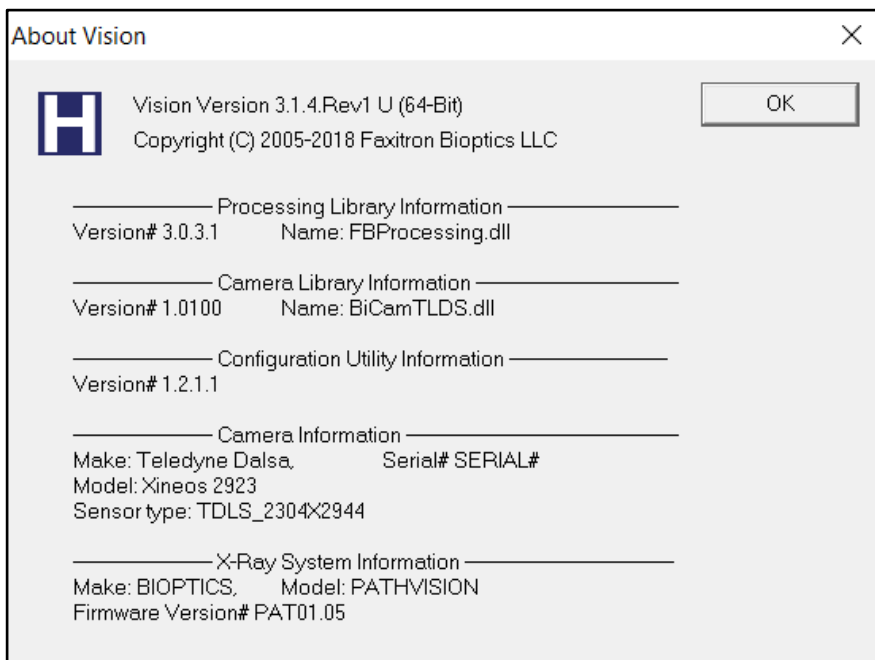 About Vision
Vision Version 3.1.4.Rev1 U (64-Bit)
OK
H
Copyright (C) 2005-2018 Faxitron Bioptics LLC
Processing Library Information
Version# 3.0.3.1 Name: FBProcessing.dll
Camera Library Information
Version# 1.0100 Name: BiCamTLDS.dll
Configuration Utility Information
Version# 1.2.1.1
Camera Information
Make: Teledyne Dalsa, Serial# SERIAL#
Model: Xineos 2923
Sensor type: TDLS_2304X2944
X-Ray System Information
Make: BIOPTICS, Model: PATHVISION
Firmware Version# PAT01.05